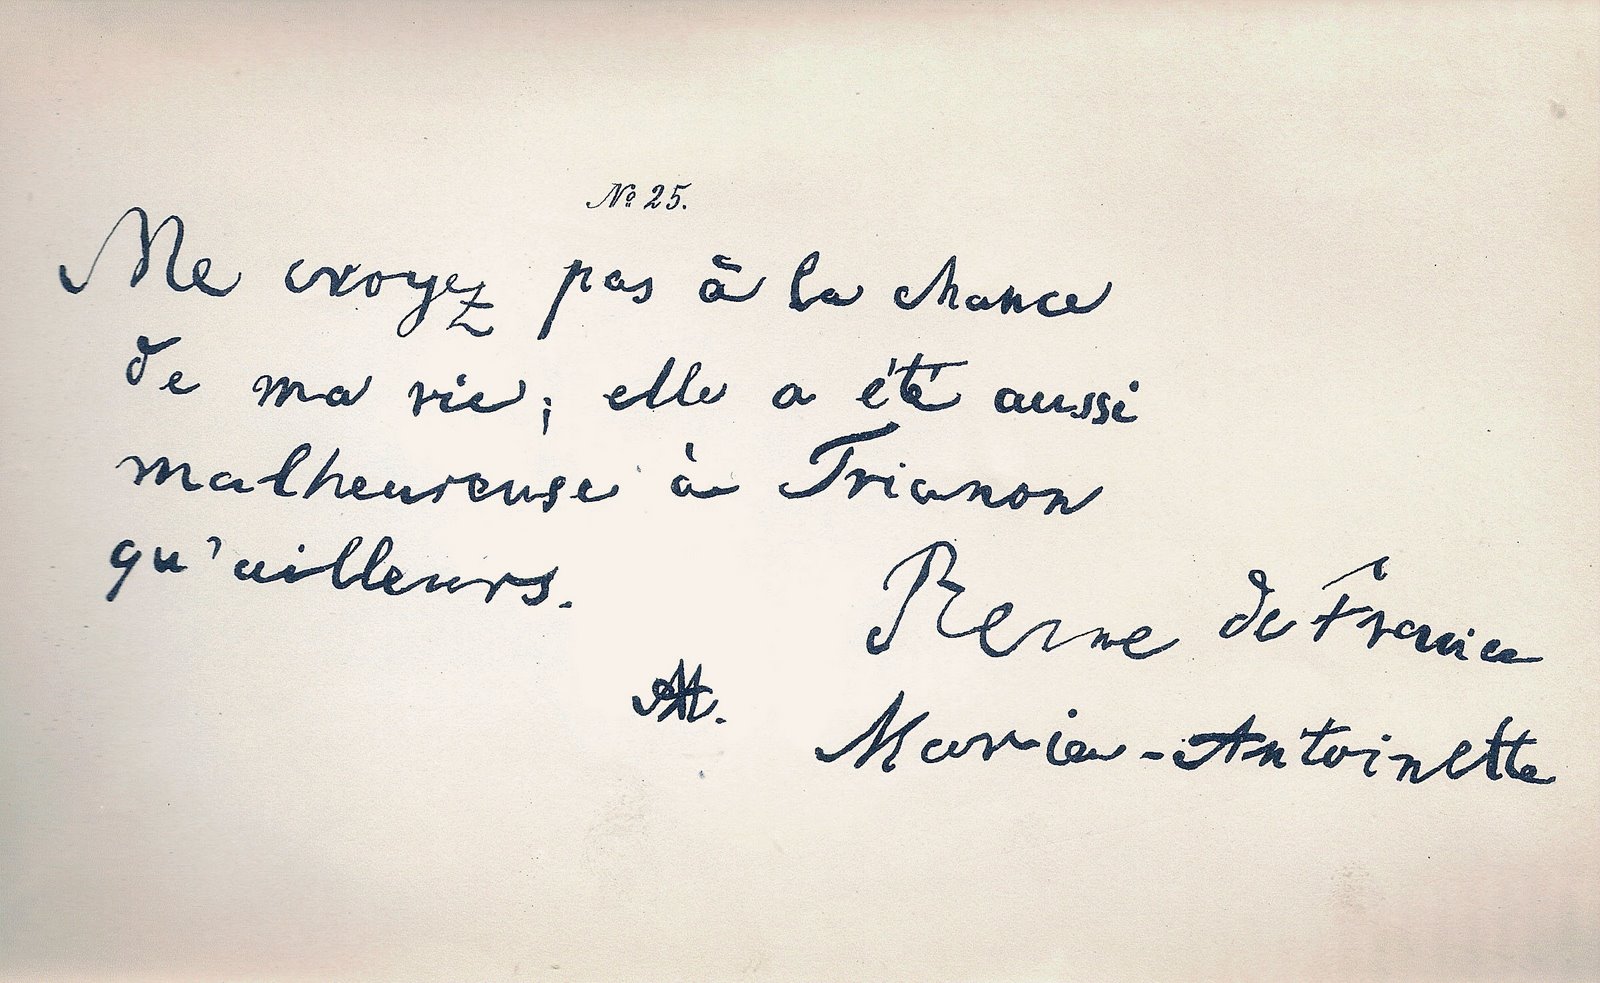 No 25.
Ne croyez pas à la chance
de ma vie; elle a été aussi
malheureuse à Trianon
qu'ailleurs.
Reine de France
MA.
Marie-Antoinette